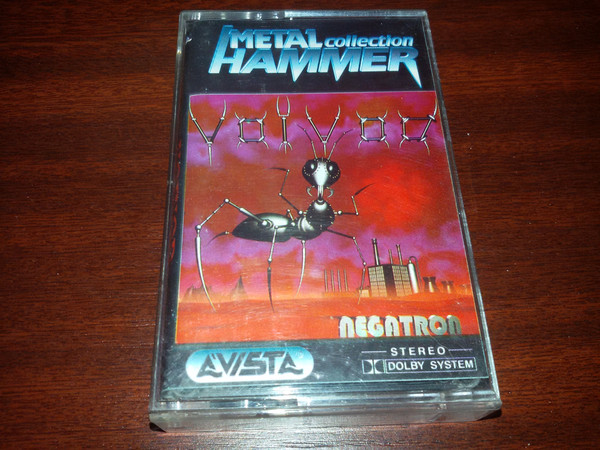 METAL collection
HAMMER
VOIVOD
NEGATRON
AVISTA
STEREO
DOLBY SYSTEM